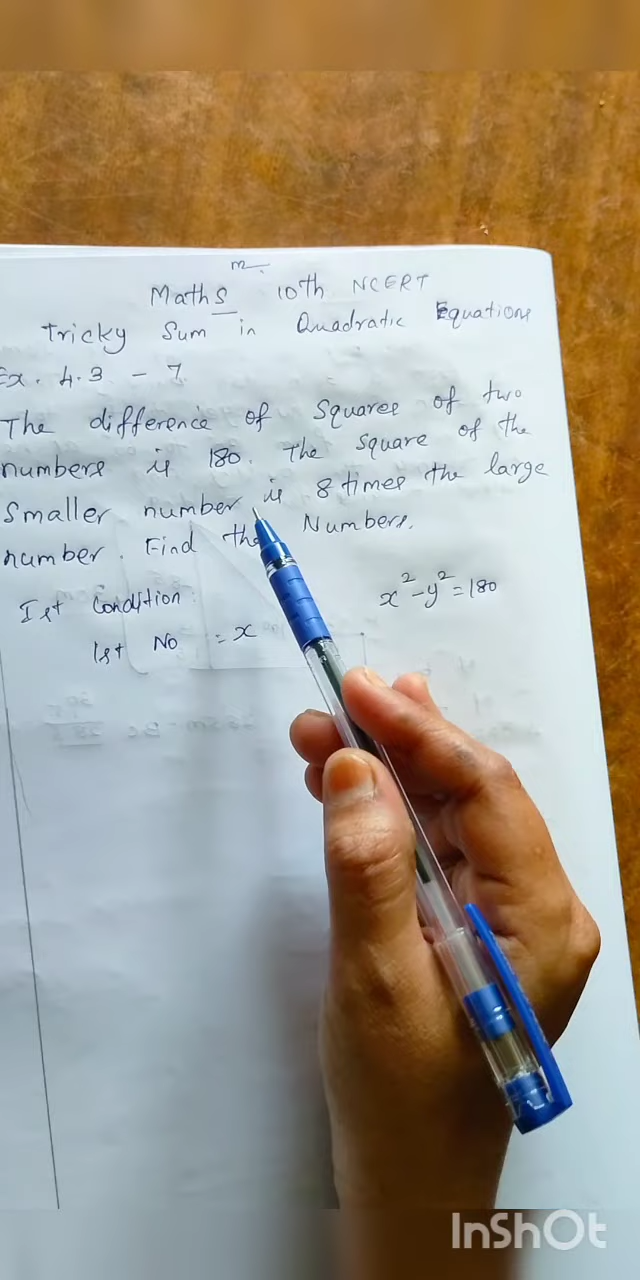 Maths 10th NCERT
Tricky Sum in Quadratic Equations
Ex. 4.3 - 7
The difference of squares of two
numbers is 180. The square of the
smaller number is 8 times the large
number. Find the Numbers.
Ist Condition: x² - y² = 180
1st No = x
InShOt